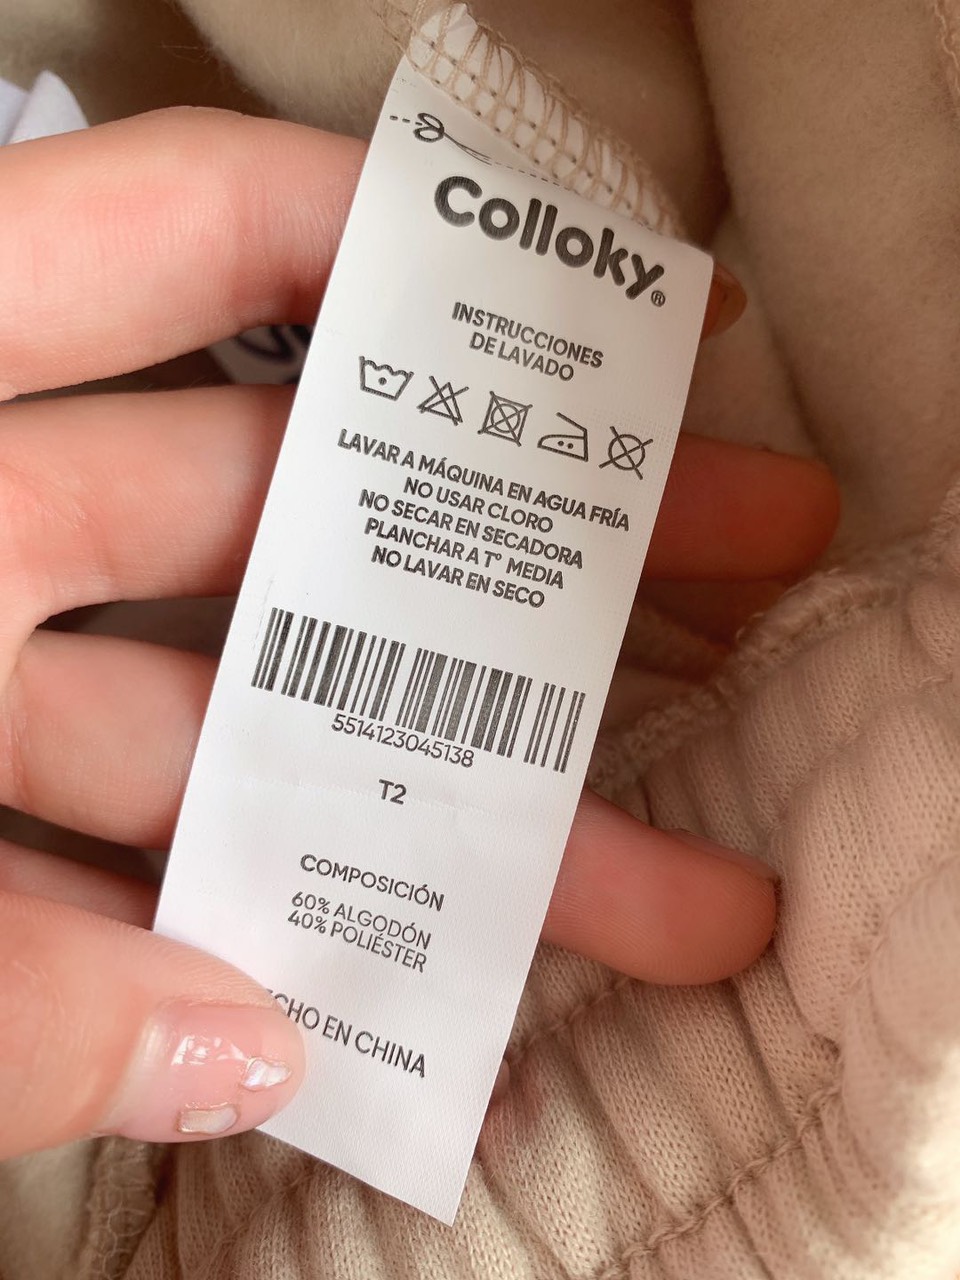 Colloky®
INSTRUCCIONES
DE LAVADO
LAVAR A MÁQUINA EN AGUA FRÍA
NO USAR CLORO
NO SECAR EN SECADORA
PLANCHAR A Tº MEDIA
NO LAVAR EN SECO
5514123045138
T2
COMPOSICIÓN
60% ALGODÓN
40% POLIÉSTER
EN CHINA